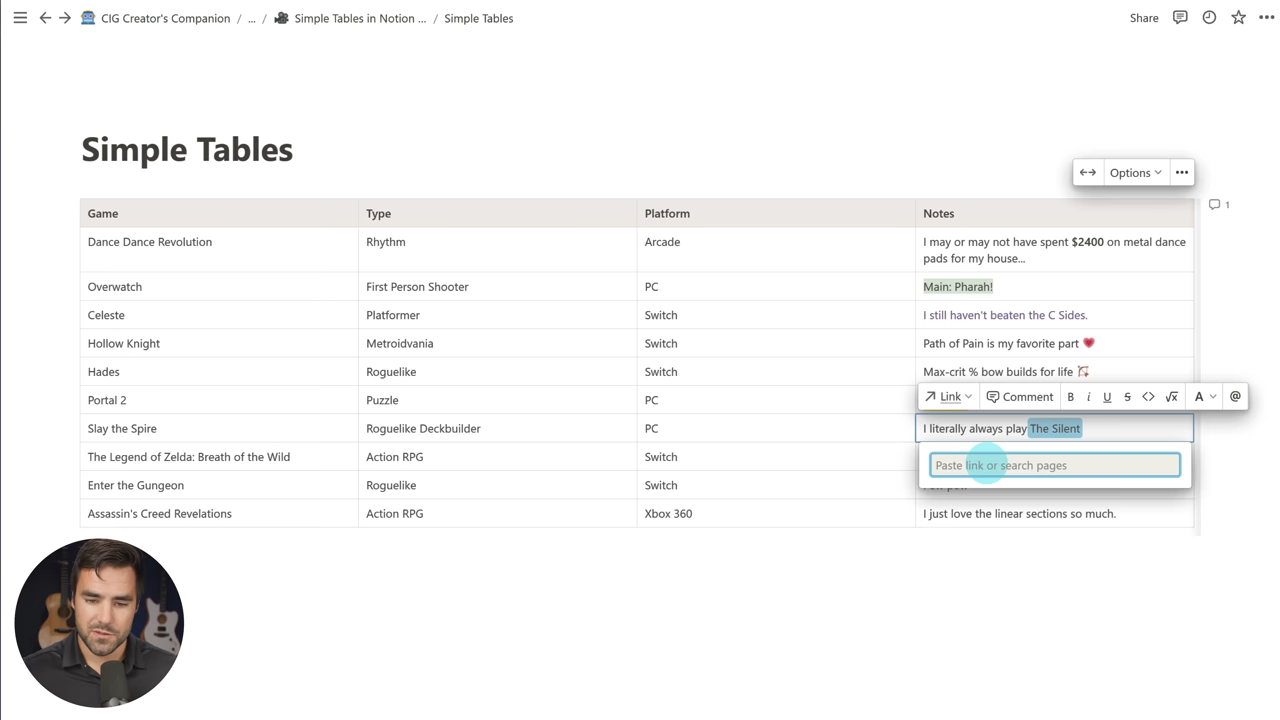 CIG Creator's Companion / ... / Simple Tables in Notion ... / Simple Tables
Share
Simple Tables
Options
Game Type Platform Notes
1
Dance Dance Revolution Rhythm Arcade I may or may not have spent $2400 on metal dance
pads for my house...
Overwatch First Person Shooter PC Main: Pharah!
Celeste Platformer Switch I still haven't beaten the C Sides.
Hollow Knight Metroidvania Switch Path of Pain is my favorite part
Hades Roguelike Switch Max-crit % bow builds for life
Portal 2 Puzzle PC
Link Comment B i U S <> √x A @
Slay the Spire Roguelike Deckbuilder PC I literally always play The Silent
The Legend of Zelda: Breath of the Wild Action RPG Switch
Paste link or search pages
Enter the Gungeon Roguelike Switch
Assassin's Creed Revelations Action RPG Xbox 360 I just love the linear sections so much.